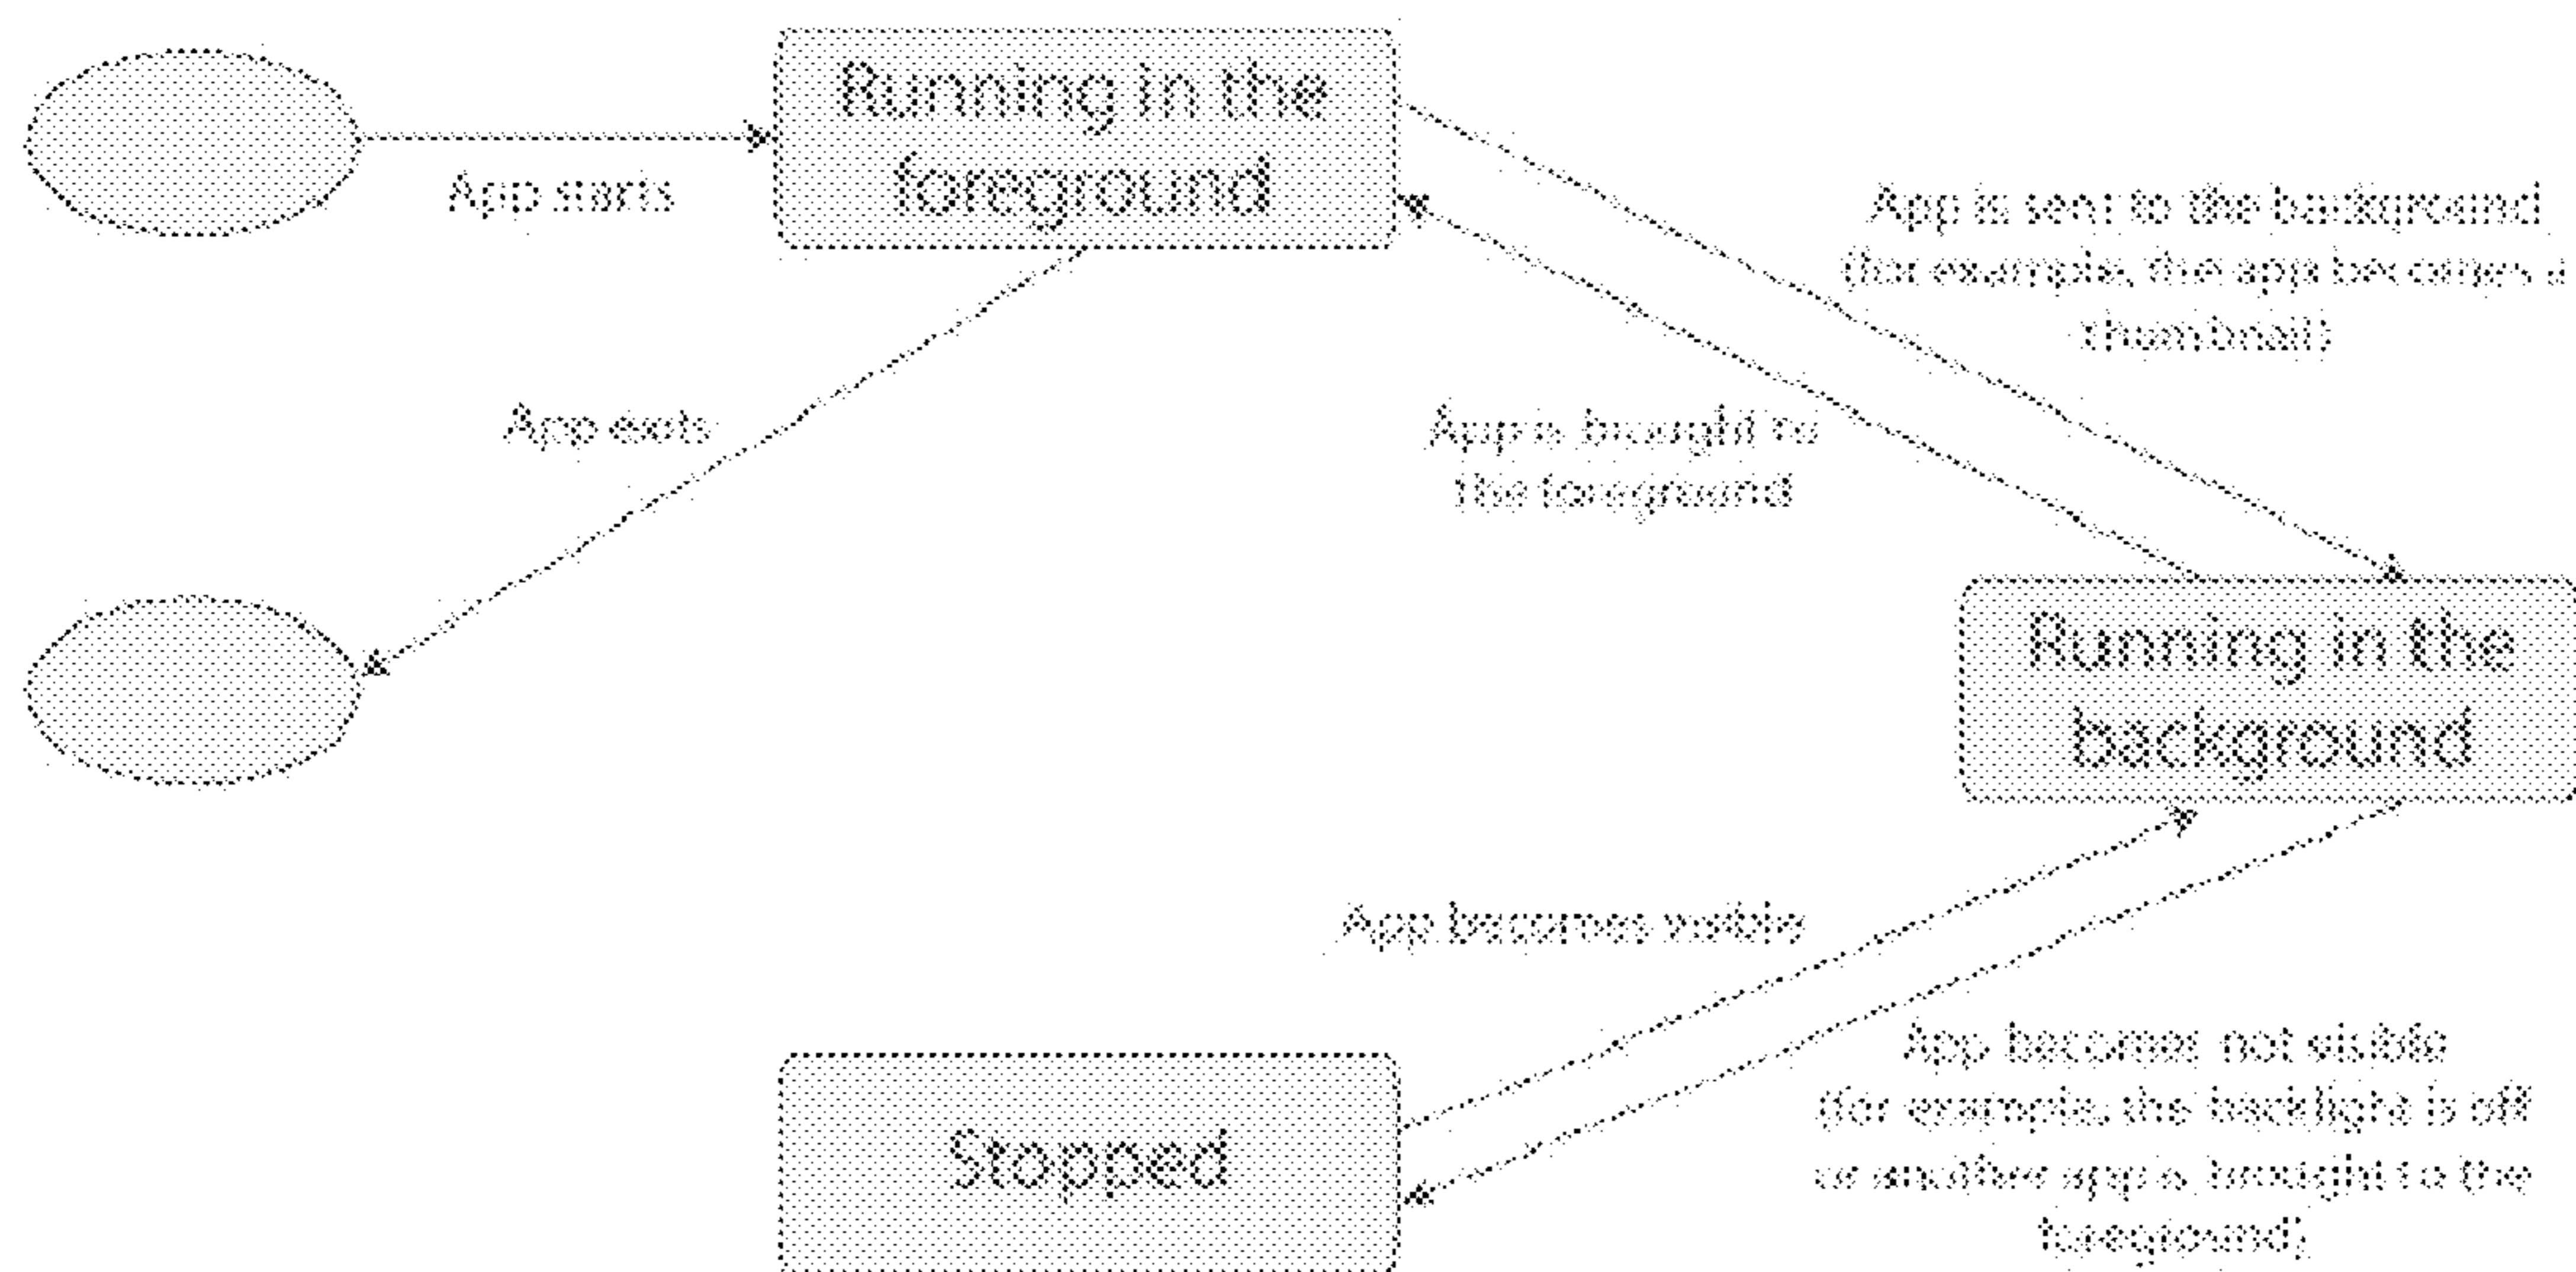 Running in the
foreground
App starts
App is sent to the background
(for example, the app becomes a
thumbnail)
App exits
App is brought to
the foreground
Running in the
background
App becomes visible
Stopped
App becomes not visible
(for example, the backlight is off
or another app is brought to the
foreground)